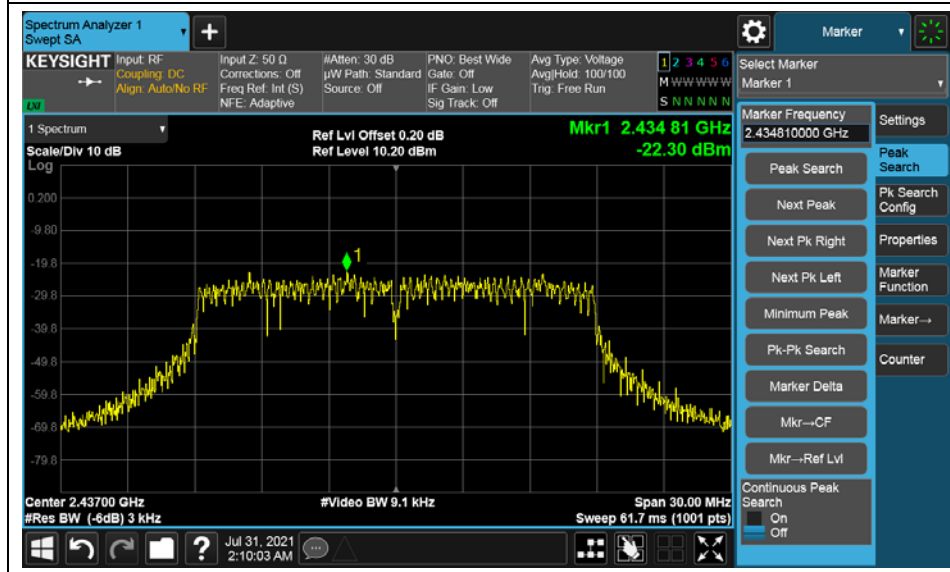 Spectrum Analyzer 1
Swept SA
+
Marker
KEYSIGHT
LXI
Input: RF
Coupling: DC
Align: Auto/No RF
Input Z: 50 Ω
Corrections: Off
Freq Ref: Int (S)
NFE: Adaptive
#Atten: 30 dB
µW Path: Standard
Source: Off
PNO: Best Wide
Gate: Off
IF Gain: Low
Sig Track: Off
Avg Type: Voltage
Avg|Hold: 100/100
Trig: Free Run
1 2 3 4 5 6
M W W W W W
S N N N N N
Select Marker
Marker 1
1 Spectrum
Scale/Div 10 dB
Log
Ref Lvl Offset 0.20 dB
Ref Level 10.20 dBm
Mkr1 2.434 81 GHz
-22.30 dBm
0.200
-9.80
-19.8
-29.8
-39.8
-49.8
-59.8
-69.8
-79.8
1
Center 2.43700 GHz
#Res BW (-6dB) 3 kHz
#Video BW 9.1 kHz
Span 30.00 MHz
Sweep 61.7 ms (1001 pts)
Marker Frequency
2.434810000 GHz
Peak Search
Next Peak
Next Pk Right
Next Pk Left
Minimum Peak
Pk-Pk Search
Marker Delta
Mkr→CF
Mkr→Ref Lvl
Continuous Peak
Search
On
Off
Settings
Peak
Search
Pk Search
Config
Properties
Marker
Function
Marker→
Counter
?
Jul 31, 2021
2:10:03 AM